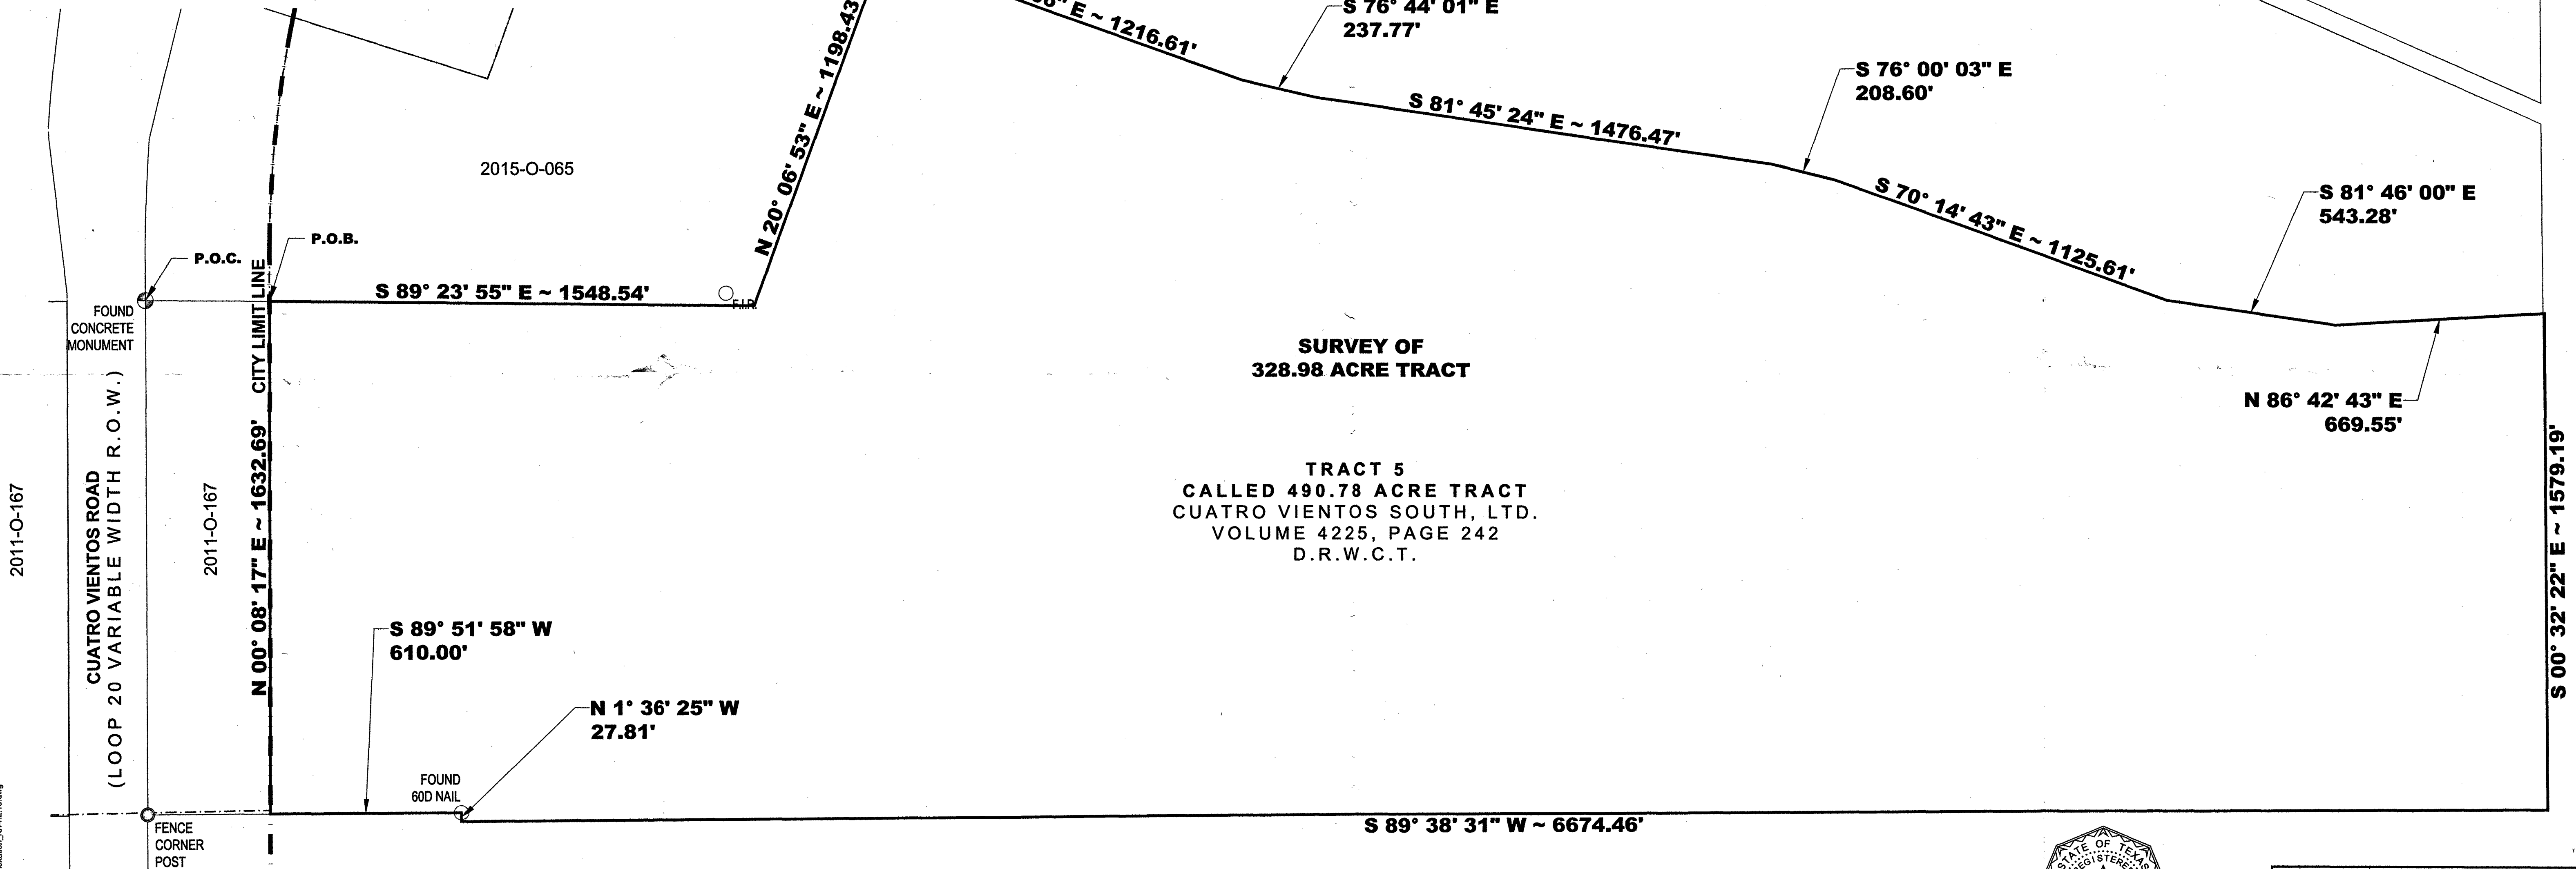 S 76° 44' 01" E
237.77'
E ~ 1216.61'
N 20° 06' 53" E ~ 1198.43'
S 76° 00' 03" E
208.60'
S 81° 45' 24" E ~ 1476.47'
2015-O-065
S 70° 14' 43" E ~ 1125.61'
S 81° 46' 00" E
543.28'
P.O.B.
P.O.C.
S 89° 23' 55" E ~ 1548.54'
F.I.R.
FOUND
CONCRETE
MONUMENT
CITY LIMIT LINE
N 00° 08' 17" E ~ 1632.69'
SURVEY OF
328.98 ACRE TRACT
N 86° 42' 43" E
669.55'
S 00° 32' 22" E ~ 1579.19'
2011-O-167
CUATRO VIENTOS ROAD
(LOOP 20 VARIABLE WIDTH R.O.W.)
2011-O-167
TRACT 5
CALLED 490.78 ACRE TRACT
CUATRO VIENTOS SOUTH, LTD.
VOLUME 4225, PAGE 242
D.R.W.C.T.
S 89° 51' 58" W
610.00'
N 1° 36' 25" W
27.81'
FOUND
60D NAIL
S 89° 38' 31" W ~ 6674.46'
FENCE
CORNER
POST
STATE OF TEXAS
REGISTERE